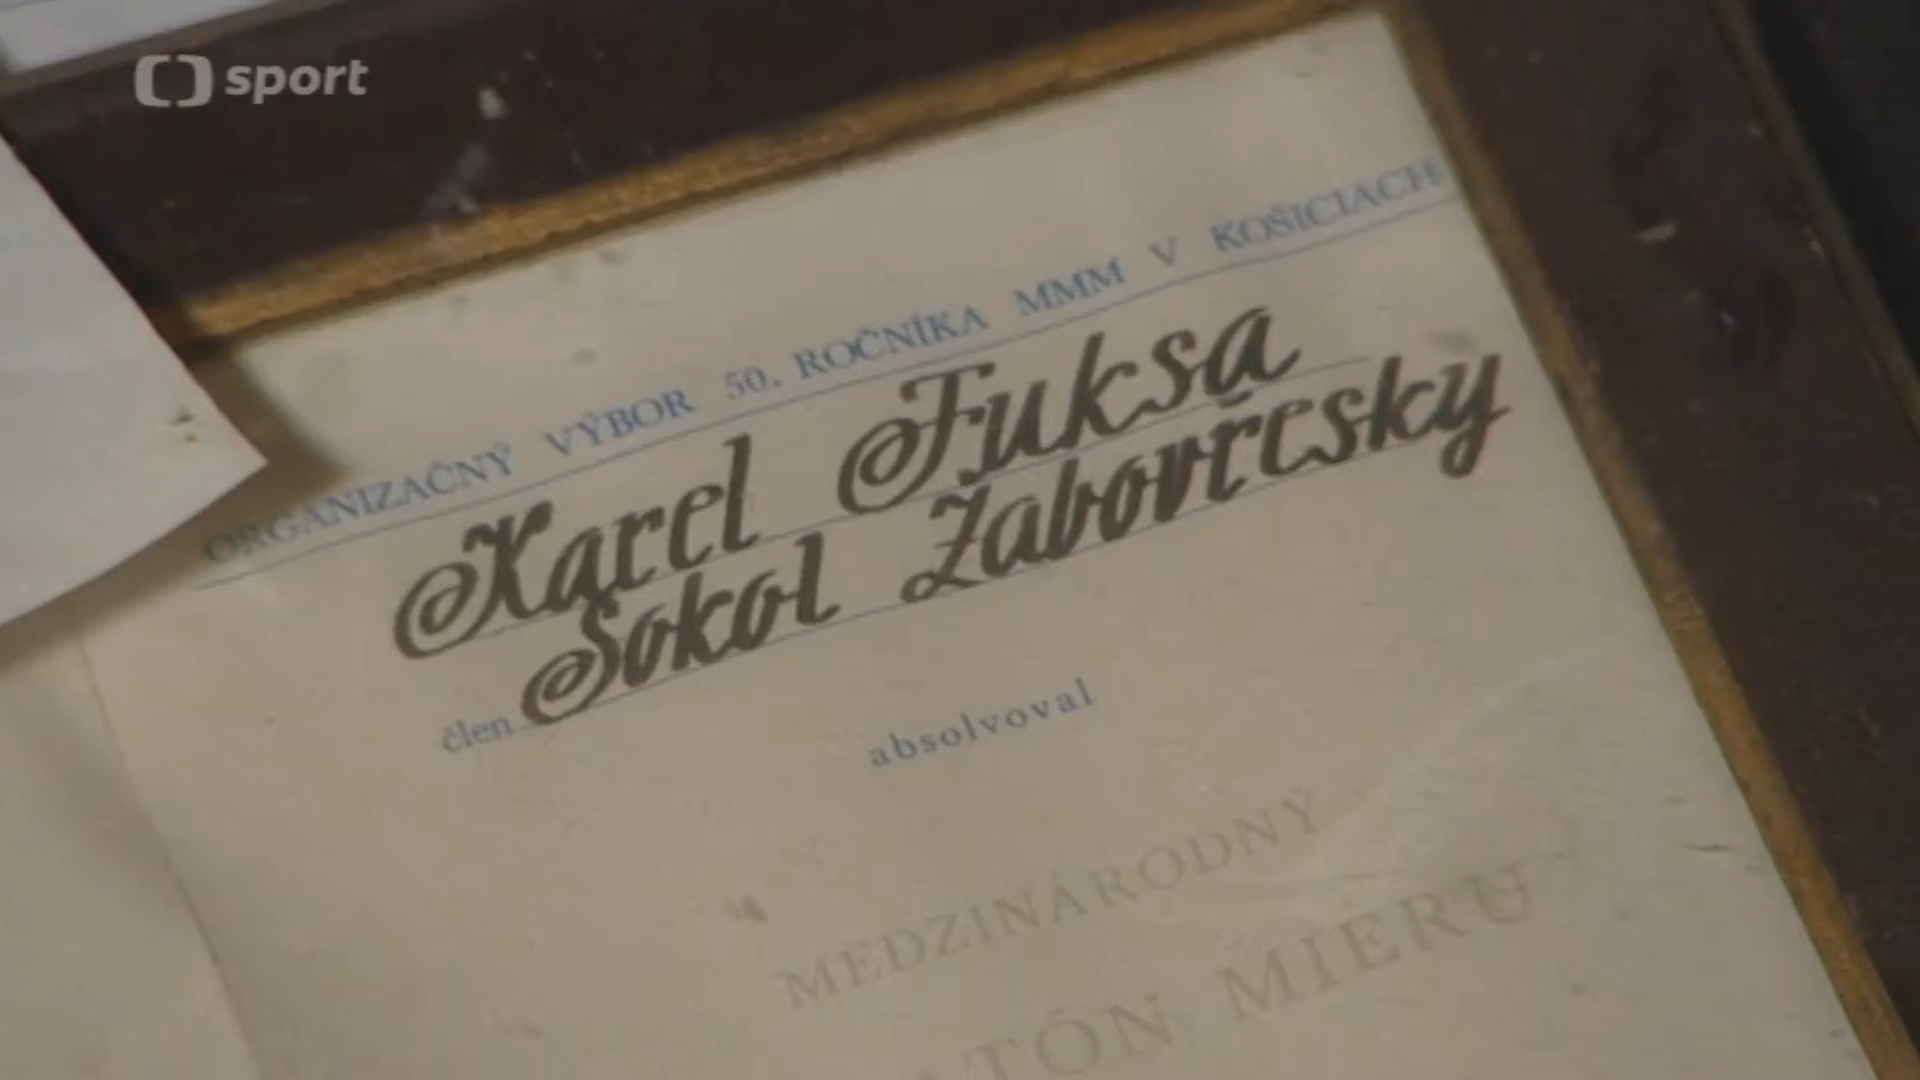 sport
ORGANIZAČNÝ VÝBOR 50. ROČNÍKA MMM V KOŠICIACH
Karel Fuksa
člen Sokol Žabovřesky
absolvoval
MEDZINÁRODNÝ
MIERU